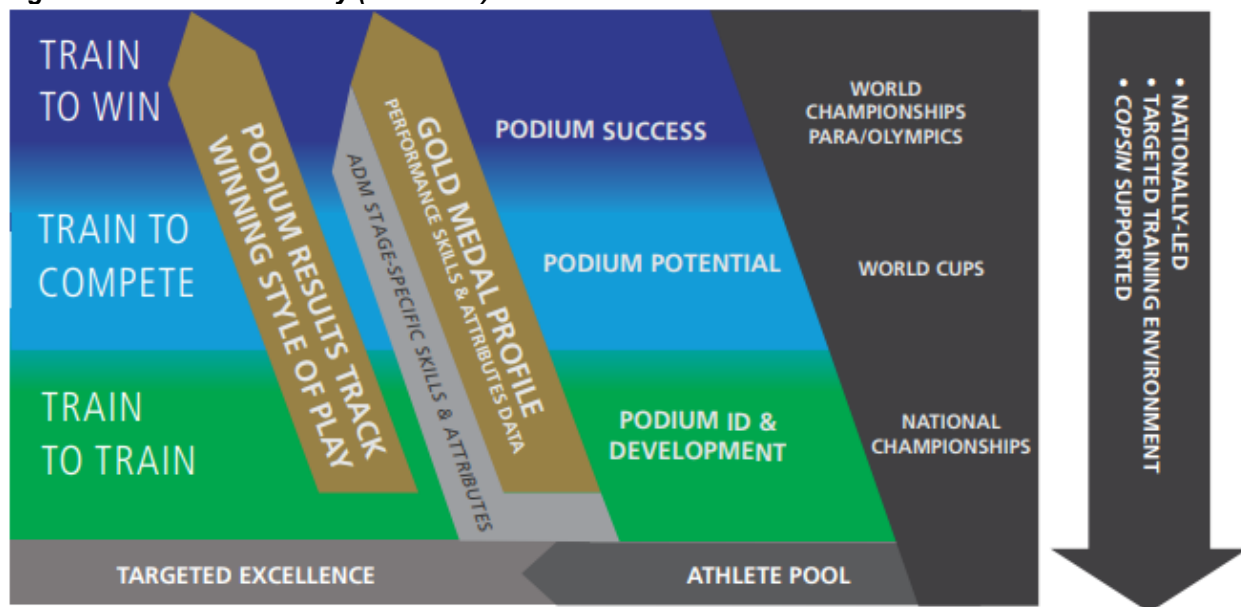 TRAIN
TO WIN
TRAIN TO
COMPETE
TRAIN
TO TRAIN
PODIUM RESULTS TRACK
WINNING STYLE OF PLAY
ADM STAGE-SPECIFIC SKILLS & ATTRIBUTES
GOLD MEDAL PROFILE
PERFORMANCE SKILLS & ATTRIBUTES DATA
PODIUM SUCCESS
PODIUM POTENTIAL
PODIUM ID &
DEVELOPMENT
WORLD
CHAMPIONSHIPS
PARA/OLYMPICS
WORLD CUPS
NATIONAL
CHAMPIONSHIPS
• NATIONALLY-LED
• TARGETED TRAINING ENVIRONMENT
• COPSIN SUPPORTED
TARGETED EXCELLENCE
ATHLETE POOL